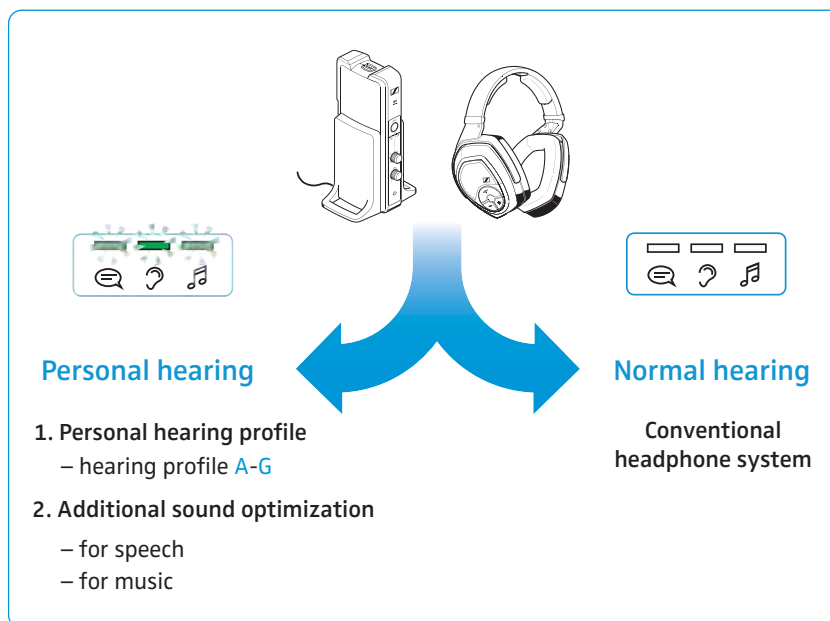 Personal hearing
1. Personal hearing profile
– hearing profile A-G
2. Additional sound optimization
– for speech
– for music
Normal hearing
Conventional
headphone system